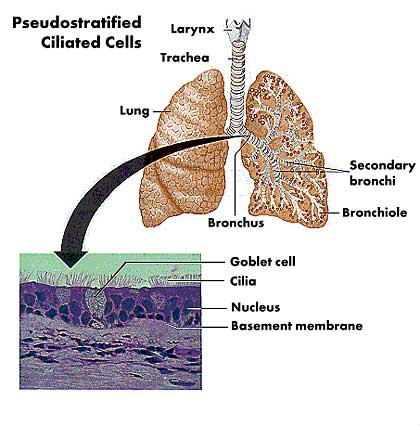 Pseudostratified
Ciliated Cells
Larynx
Trachea
Lung
Secondary
bronchi
Bronchiole
Bronchus
Goblet cell
Cilia
Nucleus
Basement membrane